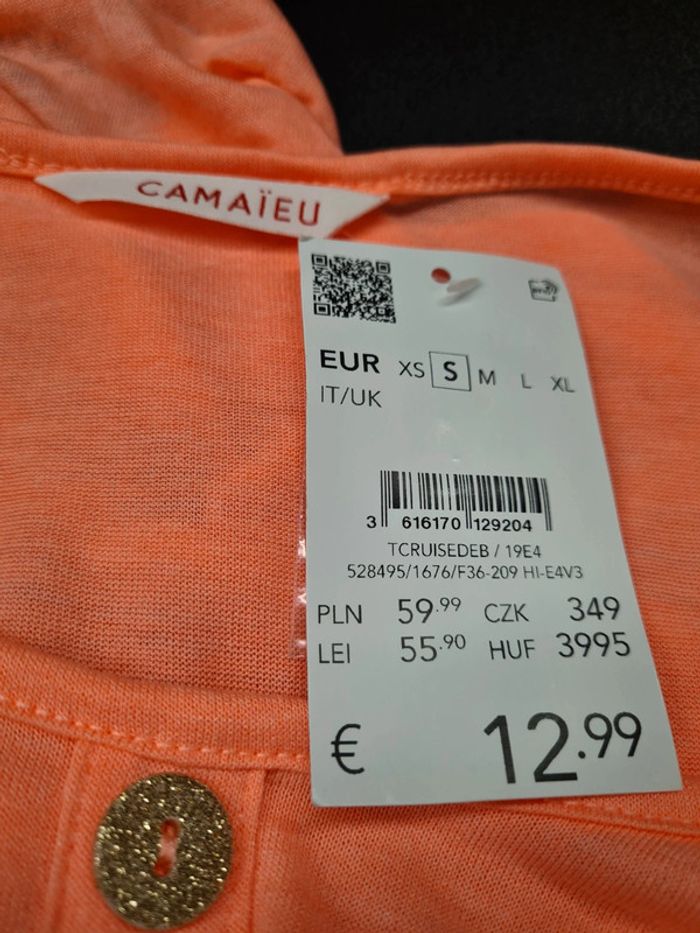 CAMAÏEU
EUR XS S M L XL
IT/UK
3 616170 129204
TCRUISEDEB / 19E4
528495/1676/F36-209 HI-E4V3
PLN 59.99 CZK 349
LEI 55.90 HUF 3995
€ 12.99